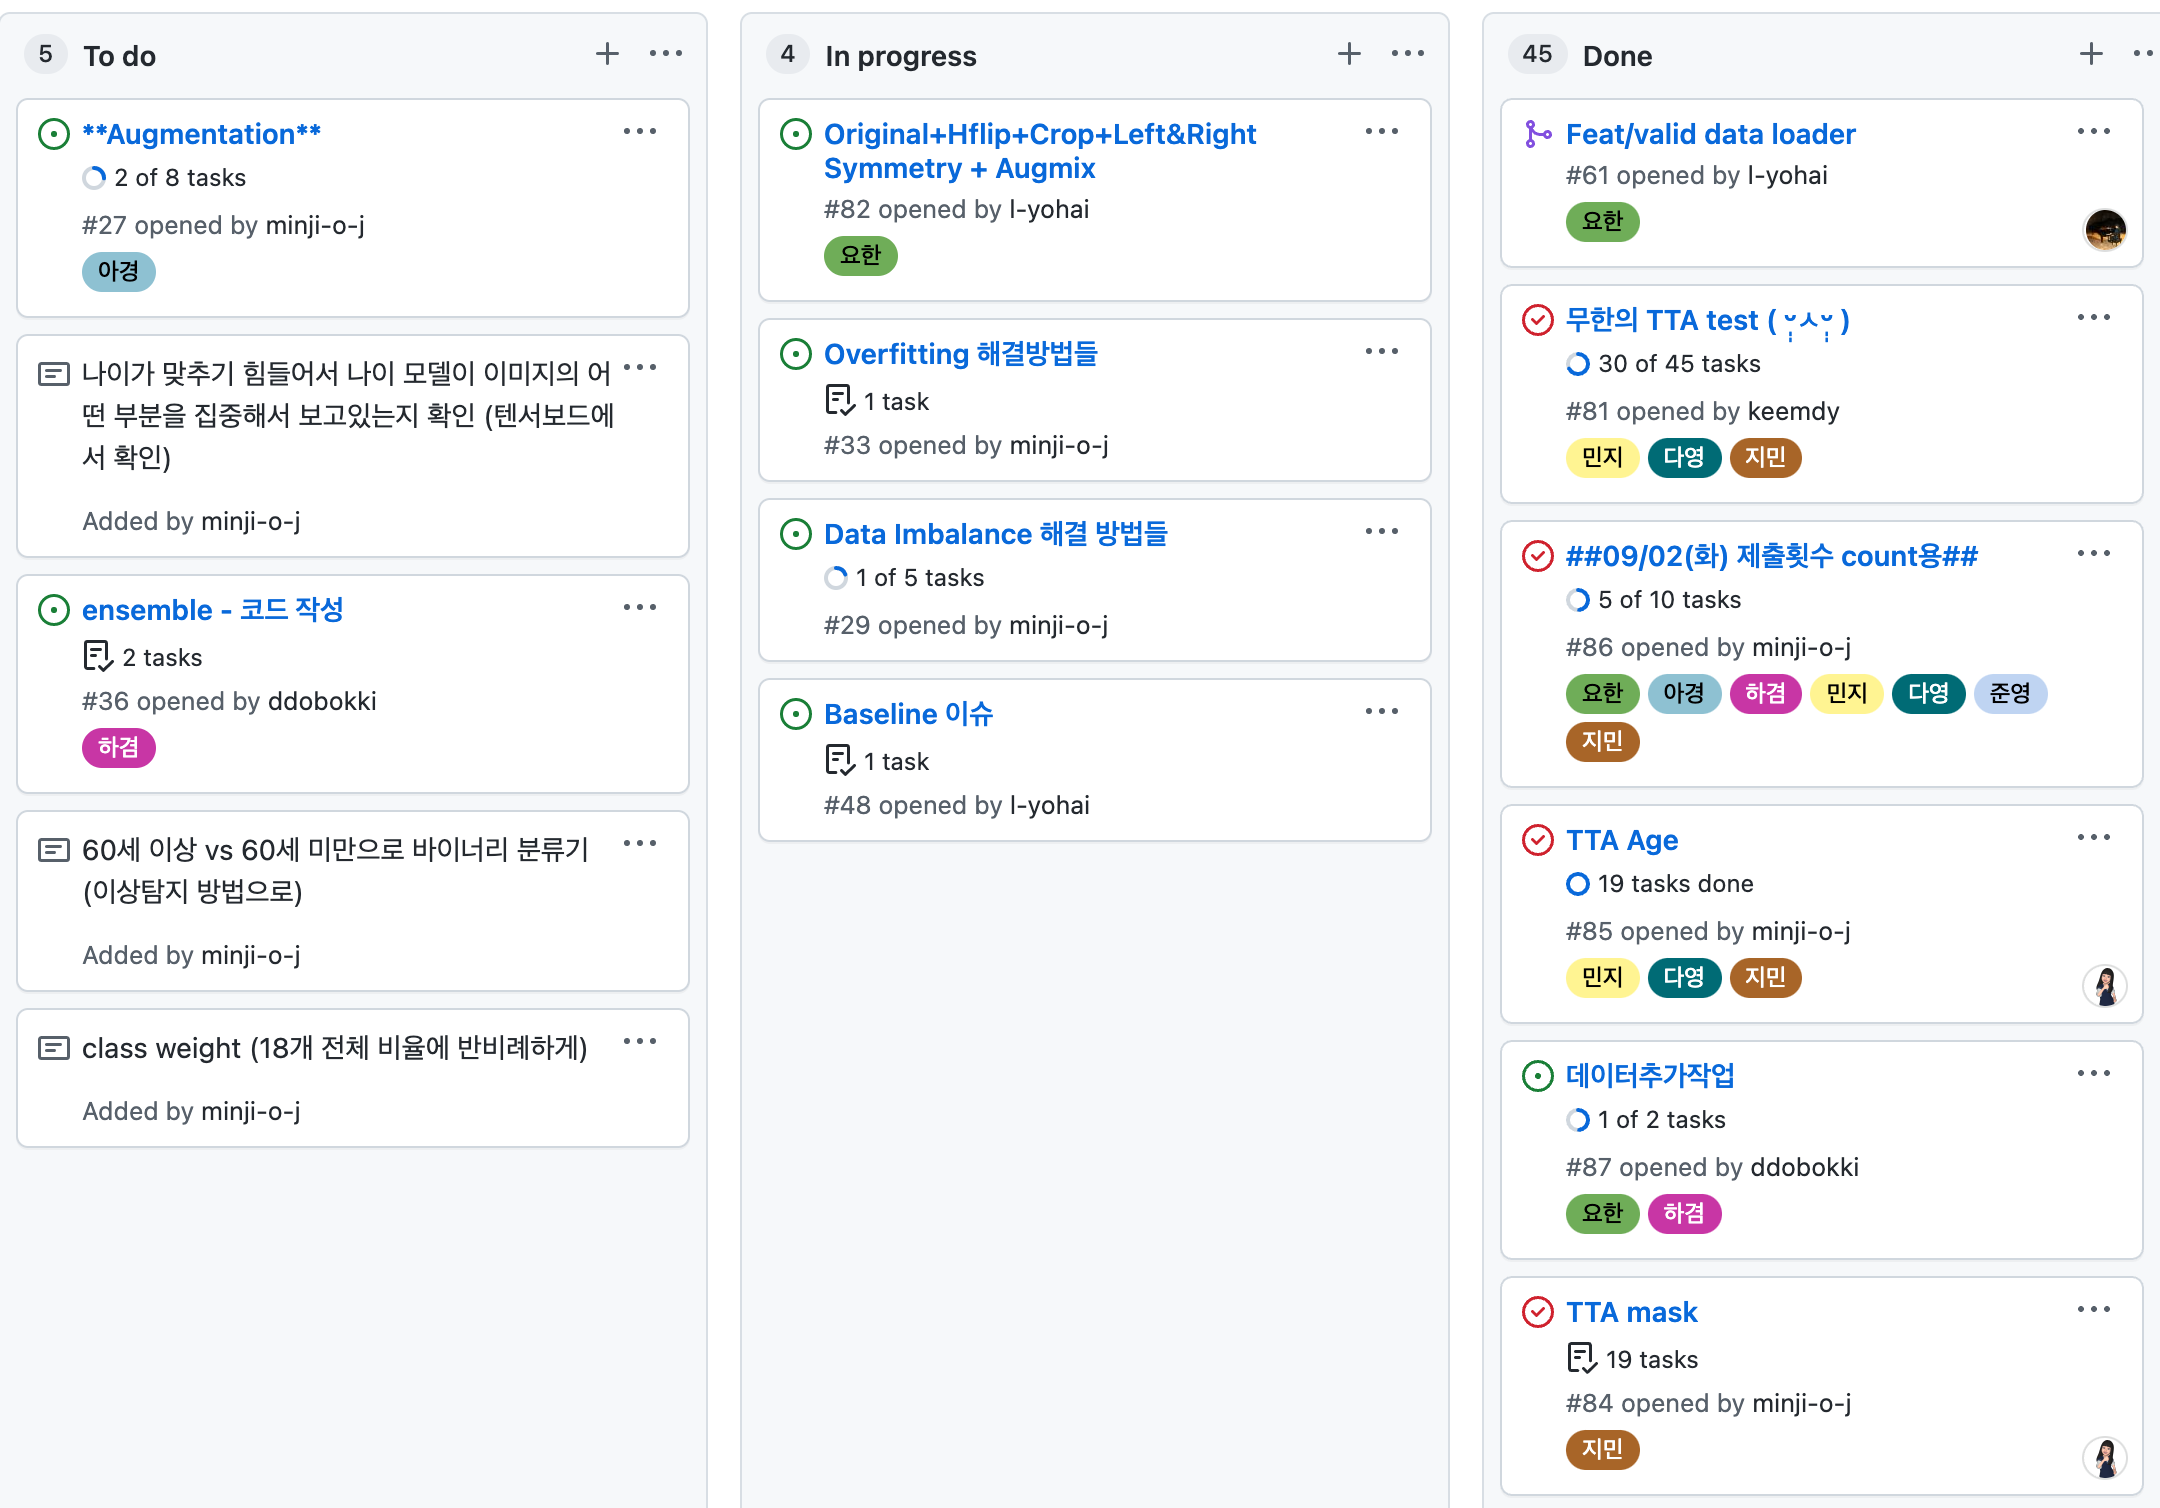 5 To do
**Augmentation**
2 of 8 tasks
#27 opened by minji-o-j
아경
나이가 맞추기 힘들어서 나이 모델이 이미지의 어
떤 부분을 집중해서 보고있는지 확인 (텐서보드에
서 확인)
Added by minji-o-j
ensemble - 코드 작성
2 tasks
#36 opened by ddobokki
하겸
60세 이상 vs 60세 미만으로 바이너리 분류기
(이상탐지 방법으로)
Added by minji-o-j
class weight (18개 전체 비율에 반비례하게)
Added by minji-o-j
4 In progress
Original+Hflip+Crop+Left&Right
Symmetry + Augmix
#82 opened by l-yohai
요한
Overfitting 해결방법들
1 task
#33 opened by minji-o-j
Data Imbalance 해결 방법들
1 of 5 tasks
#29 opened by minji-o-j
Baseline 이슈
1 task
#48 opened by l-yohai
45 Done
Feat/valid data loader
#61 opened by l-yohai
요한
무한의 TTA test ( ᵕ̩̩ㅅᵕ̩̩ )
30 of 45 tasks
#81 opened by keemdy
민지 다영 지민
##09/02(화) 제출횟수 count용##
5 of 10 tasks
#86 opened by minji-o-j
요한 아경 하겸 민지 다영 준영
지민
TTA Age
19 tasks done
#85 opened by minji-o-j
민지 다영 지민
데이터추가작업
1 of 2 tasks
#87 opened by ddobokki
요한 하겸
TTA mask
19 tasks
#84 opened by minji-o-j
지민